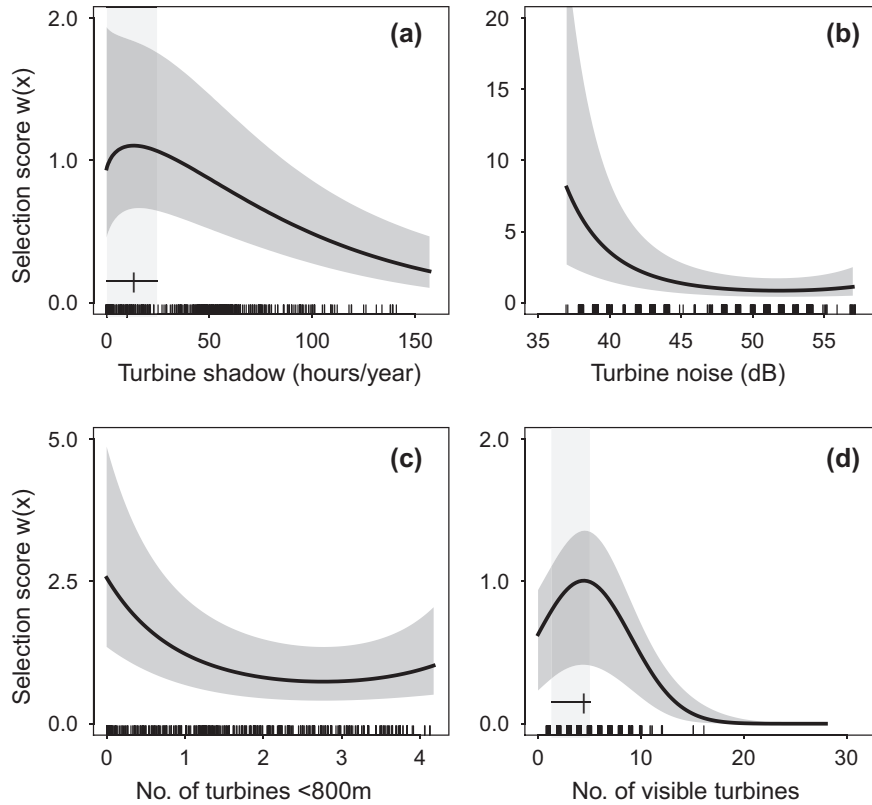 (a)
Selection score w(x)
2.0
1.0
0.0
0 50 100 150
Turbine shadow (hours/year)
(b)
20
15
10
5
0
35 40 45 50 55
Turbine noise (dB)
(c)
Selection score w(x)
5.0
2.5
0.0
0 1 2 3 4
No. of turbines <800m
(d)
2.0
1.0
0.0
0 10 20 30
No. of visible turbines